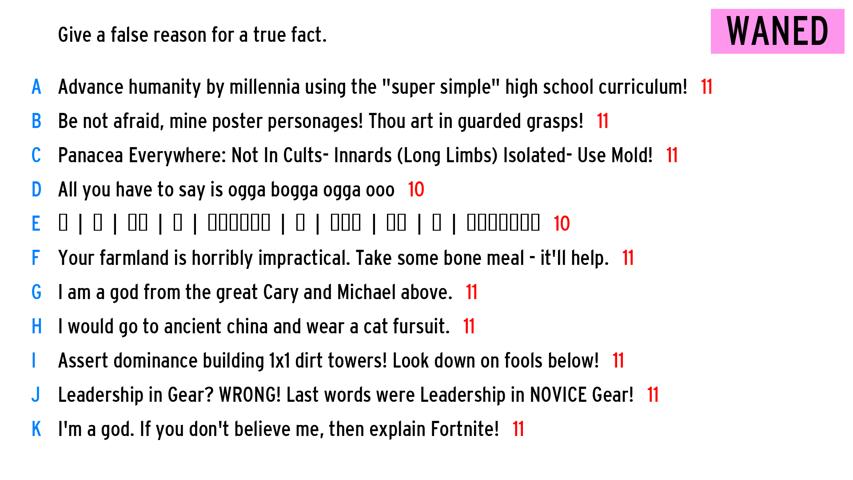 Give a false reason for a true fact.
WANED
A Advance humanity by millennia using the "super simple" high school curriculum! 11
B Be not afraid, mine poster personages! Thou art in guarded grasps! 11
C Panacea Everywhere: Not In Cults- Innards (Long Limbs) Isolated- Use Mold! 11
D All you have to say is ogga bogga ogga ooo 10
E ▯ | ▯ | ▯▯ | ▯ | ▯▯▯▯▯▯ | ▯ | ▯▯▯ | ▯▯ | ▯ | ▯▯▯▯▯▯▯ 10
F Your farmland is horribly impractical. Take some bone meal - it'll help. 11
G I am a god from the great Cary and Michael above. 11
H I would go to ancient china and wear a cat fursuit. 11
I Assert dominance building 1x1 dirt towers! Look down on fools below! 11
J Leadership in Gear? WRONG! Last words were Leadership in NOVICE Gear! 11
K I'm a god. If you don't believe me, then explain Fortnite! 11